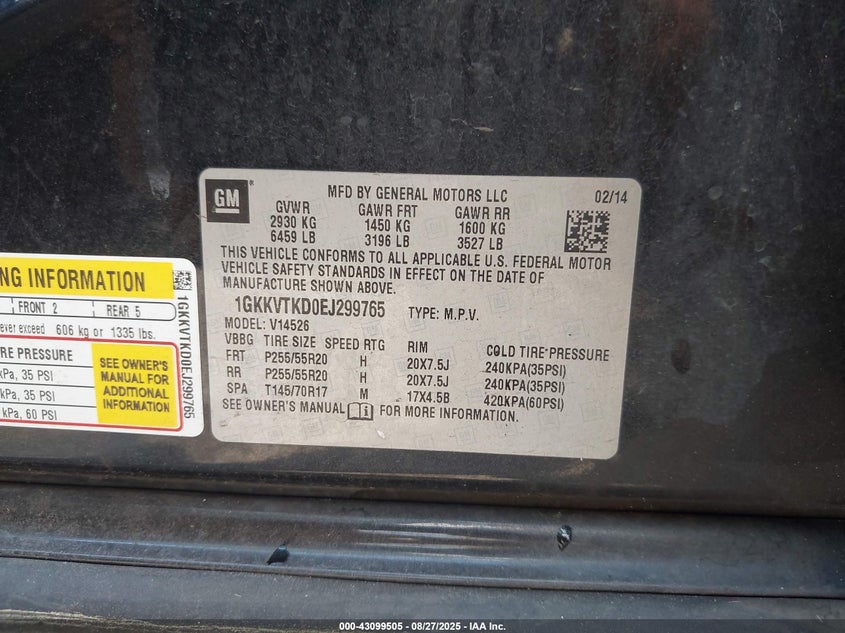 GM
®
MFD BY GENERAL MOTORS LLC
02/14
GVWR GAWR FRT GAWR RR
2930 KG 1450 KG 1600 KG
6459 LB 3196 LB 3527 LB
THIS VEHICLE CONFORMS TO ALL APPLICABLE U.S. FEDERAL MOTOR
VEHICLE SAFETY STANDARDS IN EFFECT ON THE DATE OF
MANUFACTURE SHOWN ABOVE.
1GKKVTKD0EJ299765 TYPE: M.P.V.
MODEL: V14526
VBBG TIRE SIZE SPEED RTG RIM COLD TIRE PRESSURE
FRT P255/55R20 H 20X7.5J 240KPA(35PSI)
RR P255/55R20 H 20X7.5J 240KPA(35PSI)
SPA T145/70R17 M 17X4.5B 420KPA(60PSI)
SEE OWNER'S MANUAL FOR MORE INFORMATION.
NG INFORMATION
FRONT 2 REAR 5
ever exceed 606 kg or 1335 lbs.
RE PRESSURE
kPa, 35 PSI
kPa, 35 PSI
kPa, 60 PSI
SEE OWNER'S
MANUAL FOR
ADDITIONAL
INFORMATION
1GKKVTKD0EJ299765
000-43099505 - 08/27/2025 - IAA Inc.